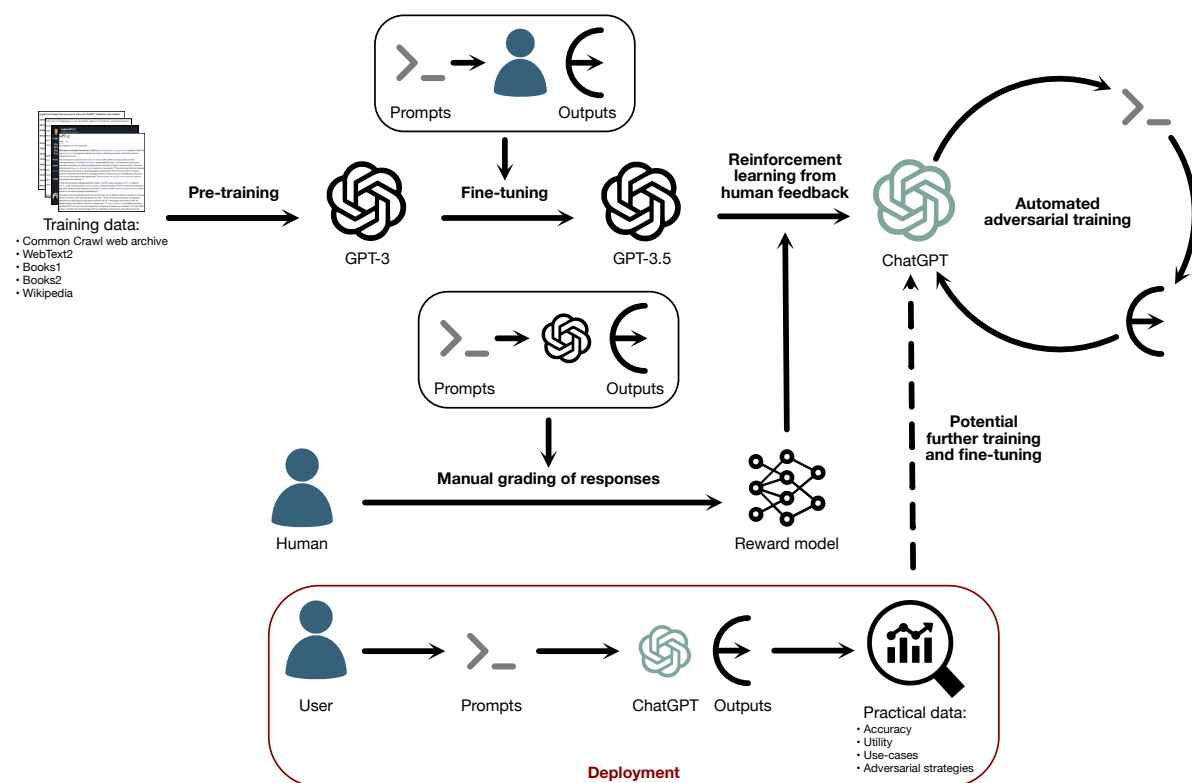 Prompts
Outputs
Pre-training
Fine-tuning
Reinforcement
learning from
human feedback
Training data:
• Common Crawl web archive
• WebText2
• Books1
• Books2
• Wikipedia
GPT-3
GPT-3.5
ChatGPT
Automated
adversarial training
Prompts
Outputs
Potential
further training
and fine-tuning
Manual grading of responses
Human
Reward model
User
Prompts
ChatGPT
Outputs
Practical data:
• Accuracy
• Utility
• Use-cases
• Adversarial strategies
Deployment